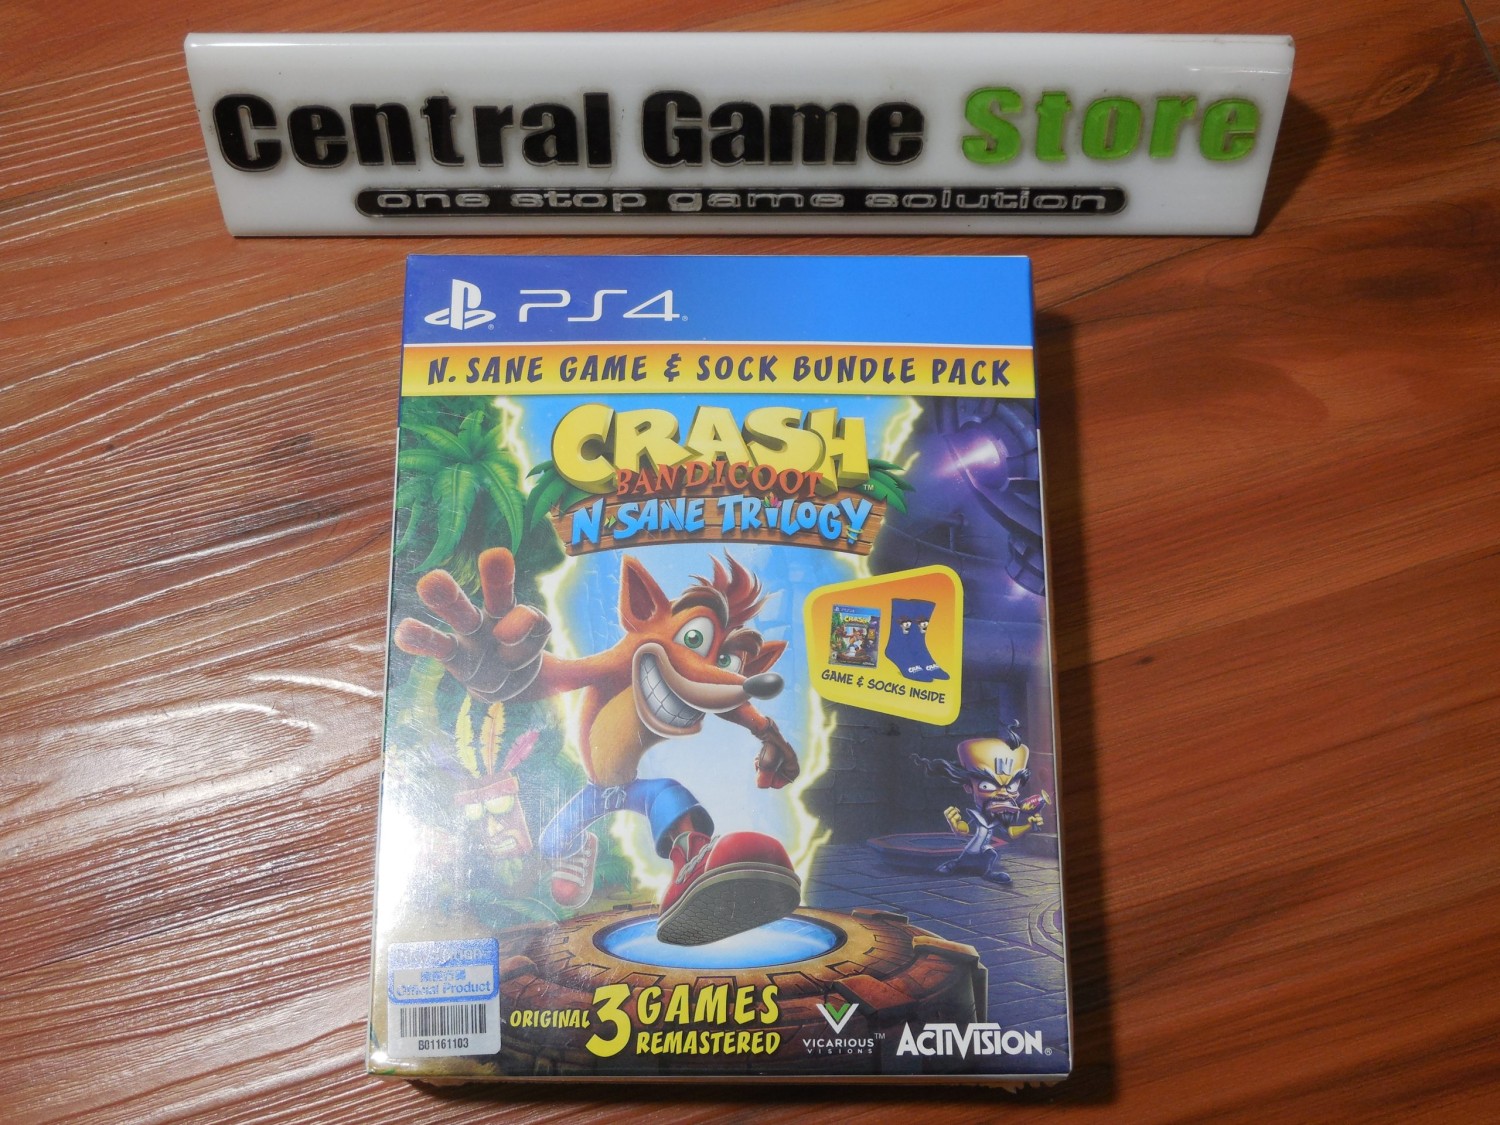 Central Game Store
one stop game solution
PS4
N. SANE GAME & SOCK BUNDLE PACK
CRASH
BANDICOOT
N. SANE TRILOGY
GAME & SOCKS INSIDE
Official Product
B01161103
ORIGINAL 3 GAMES
REMASTERED
VICARIOUS
VISIONS
ACTIVISION